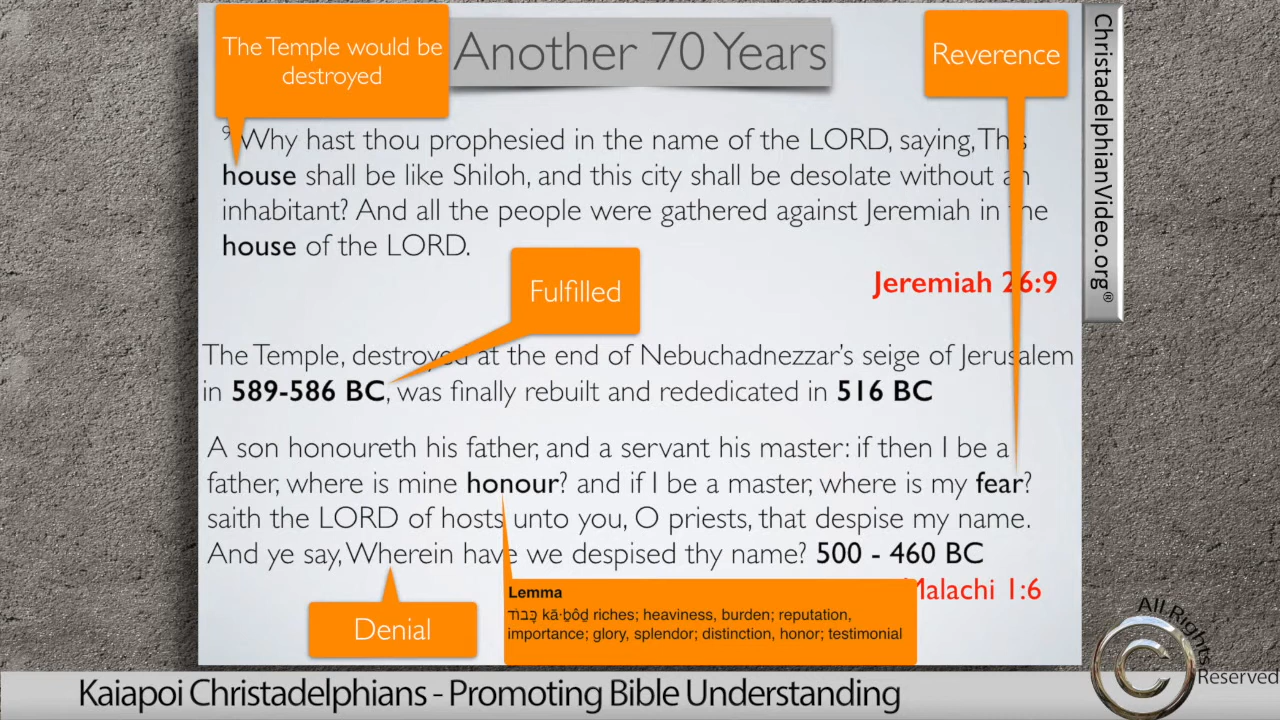 The Temple would be
destroyed
Another 70 Years
Reverence
9 Why hast thou prophesied in the name of the LORD, saying, This
house shall be like Shiloh, and this city shall be desolate without an
inhabitant? And all the people were gathered against Jeremiah in the
house of the LORD.
Jeremiah 26:9
Fulfilled
The Temple, destroyed at the end of Nebuchadnezzar's seige of Jerusalem
in 589-586 BC, was finally rebuilt and rededicated in 516 BC
A son honoureth his father, and a servant his master: if then I be a
father, where is mine honour? and if I be a master, where is my fear?
saith the LORD of hosts unto you, O priests, that despise my name.
And ye say, Wherein have we despised thy name? 500 - 460 BC
Malachi 1:6
Denial
Lemma
כָּבוֹד kā·ḇôḏ riches; heaviness, burden; reputation,
importance; glory, splendor; distinction, honor; testimonial
ChristadelphianVideo.org®
All Rights
Reserved
Kaiapoi Christadelphians - Promoting Bible Understanding